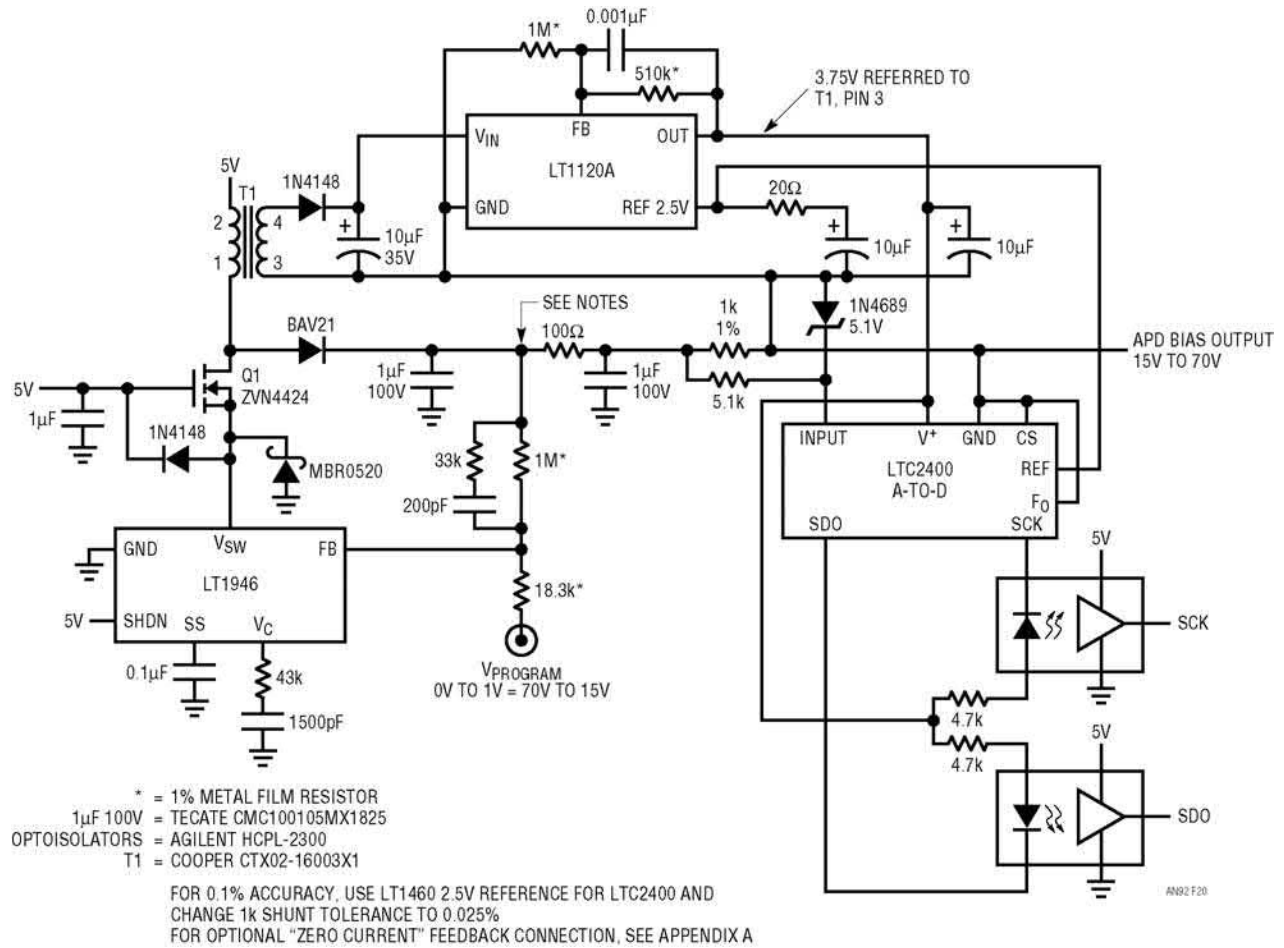 0.001µF
1M*
510k*
3.75V REFERRED TO
T1, PIN 3
VIN
FB
OUT
LT1120A
GND
REF 2.5V
5V
T1
1N4148
2
4
1
3
+
10µF
35V
20Ω
+
10µF
+
10µF
SEE NOTES
BAV21
100Ω
1k
1%
1N4689
5.1V
APD BIAS OUTPUT
15V TO 70V
5V
Q1
ZVN4424
1µF
1µF
100V
1µF
100V
5.1k
1N4148
MBR0520
33k
1M*
200pF
INPUT
V+
GND
CS
LTC2400
A-TO-D
REF
FO
SDO
SCK
GND
VSW
FB
LT1946
5V
SHDN
SS
VC
18.3k*
0.1µF
43k
1500pF
VPROGRAM
0V TO 1V = 70V TO 15V
5V
SCK
4.7k
4.7k
5V
SDO
* = 1% METAL FILM RESISTOR
1µF 100V = TECATE CMC100105MX1825
OPTOISOLATORS = AGILENT HCPL-2300
T1 = COOPER CTX02-16003X1
FOR 0.1% ACCURACY, USE LT1460 2.5V REFERENCE FOR LTC2400 AND
CHANGE 1k SHUNT TOLERANCE TO 0.025%
FOR OPTIONAL “ZERO CURRENT” FEEDBACK CONNECTION, SEE APPENDIX A
AN92 F20